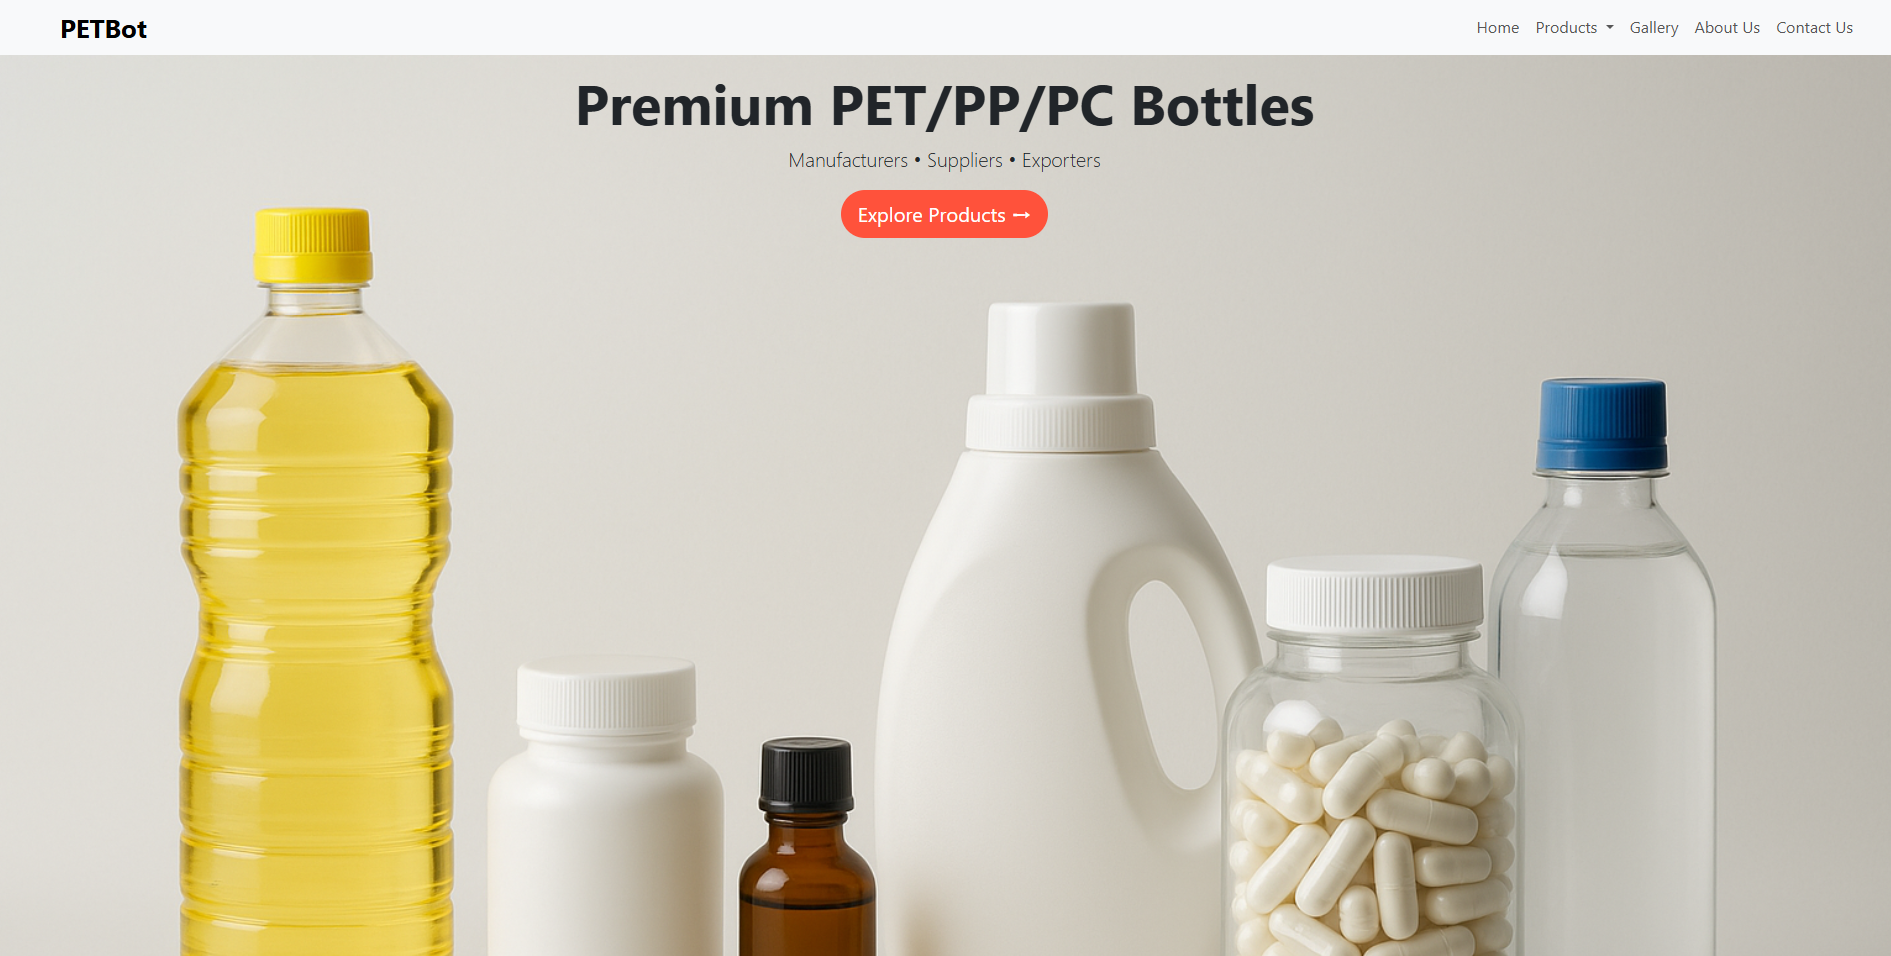 PETBot
Home Products Gallery About Us Contact Us
Premium PET/PP/PC Bottles
Manufacturers • Suppliers • Exporters
Explore Products →